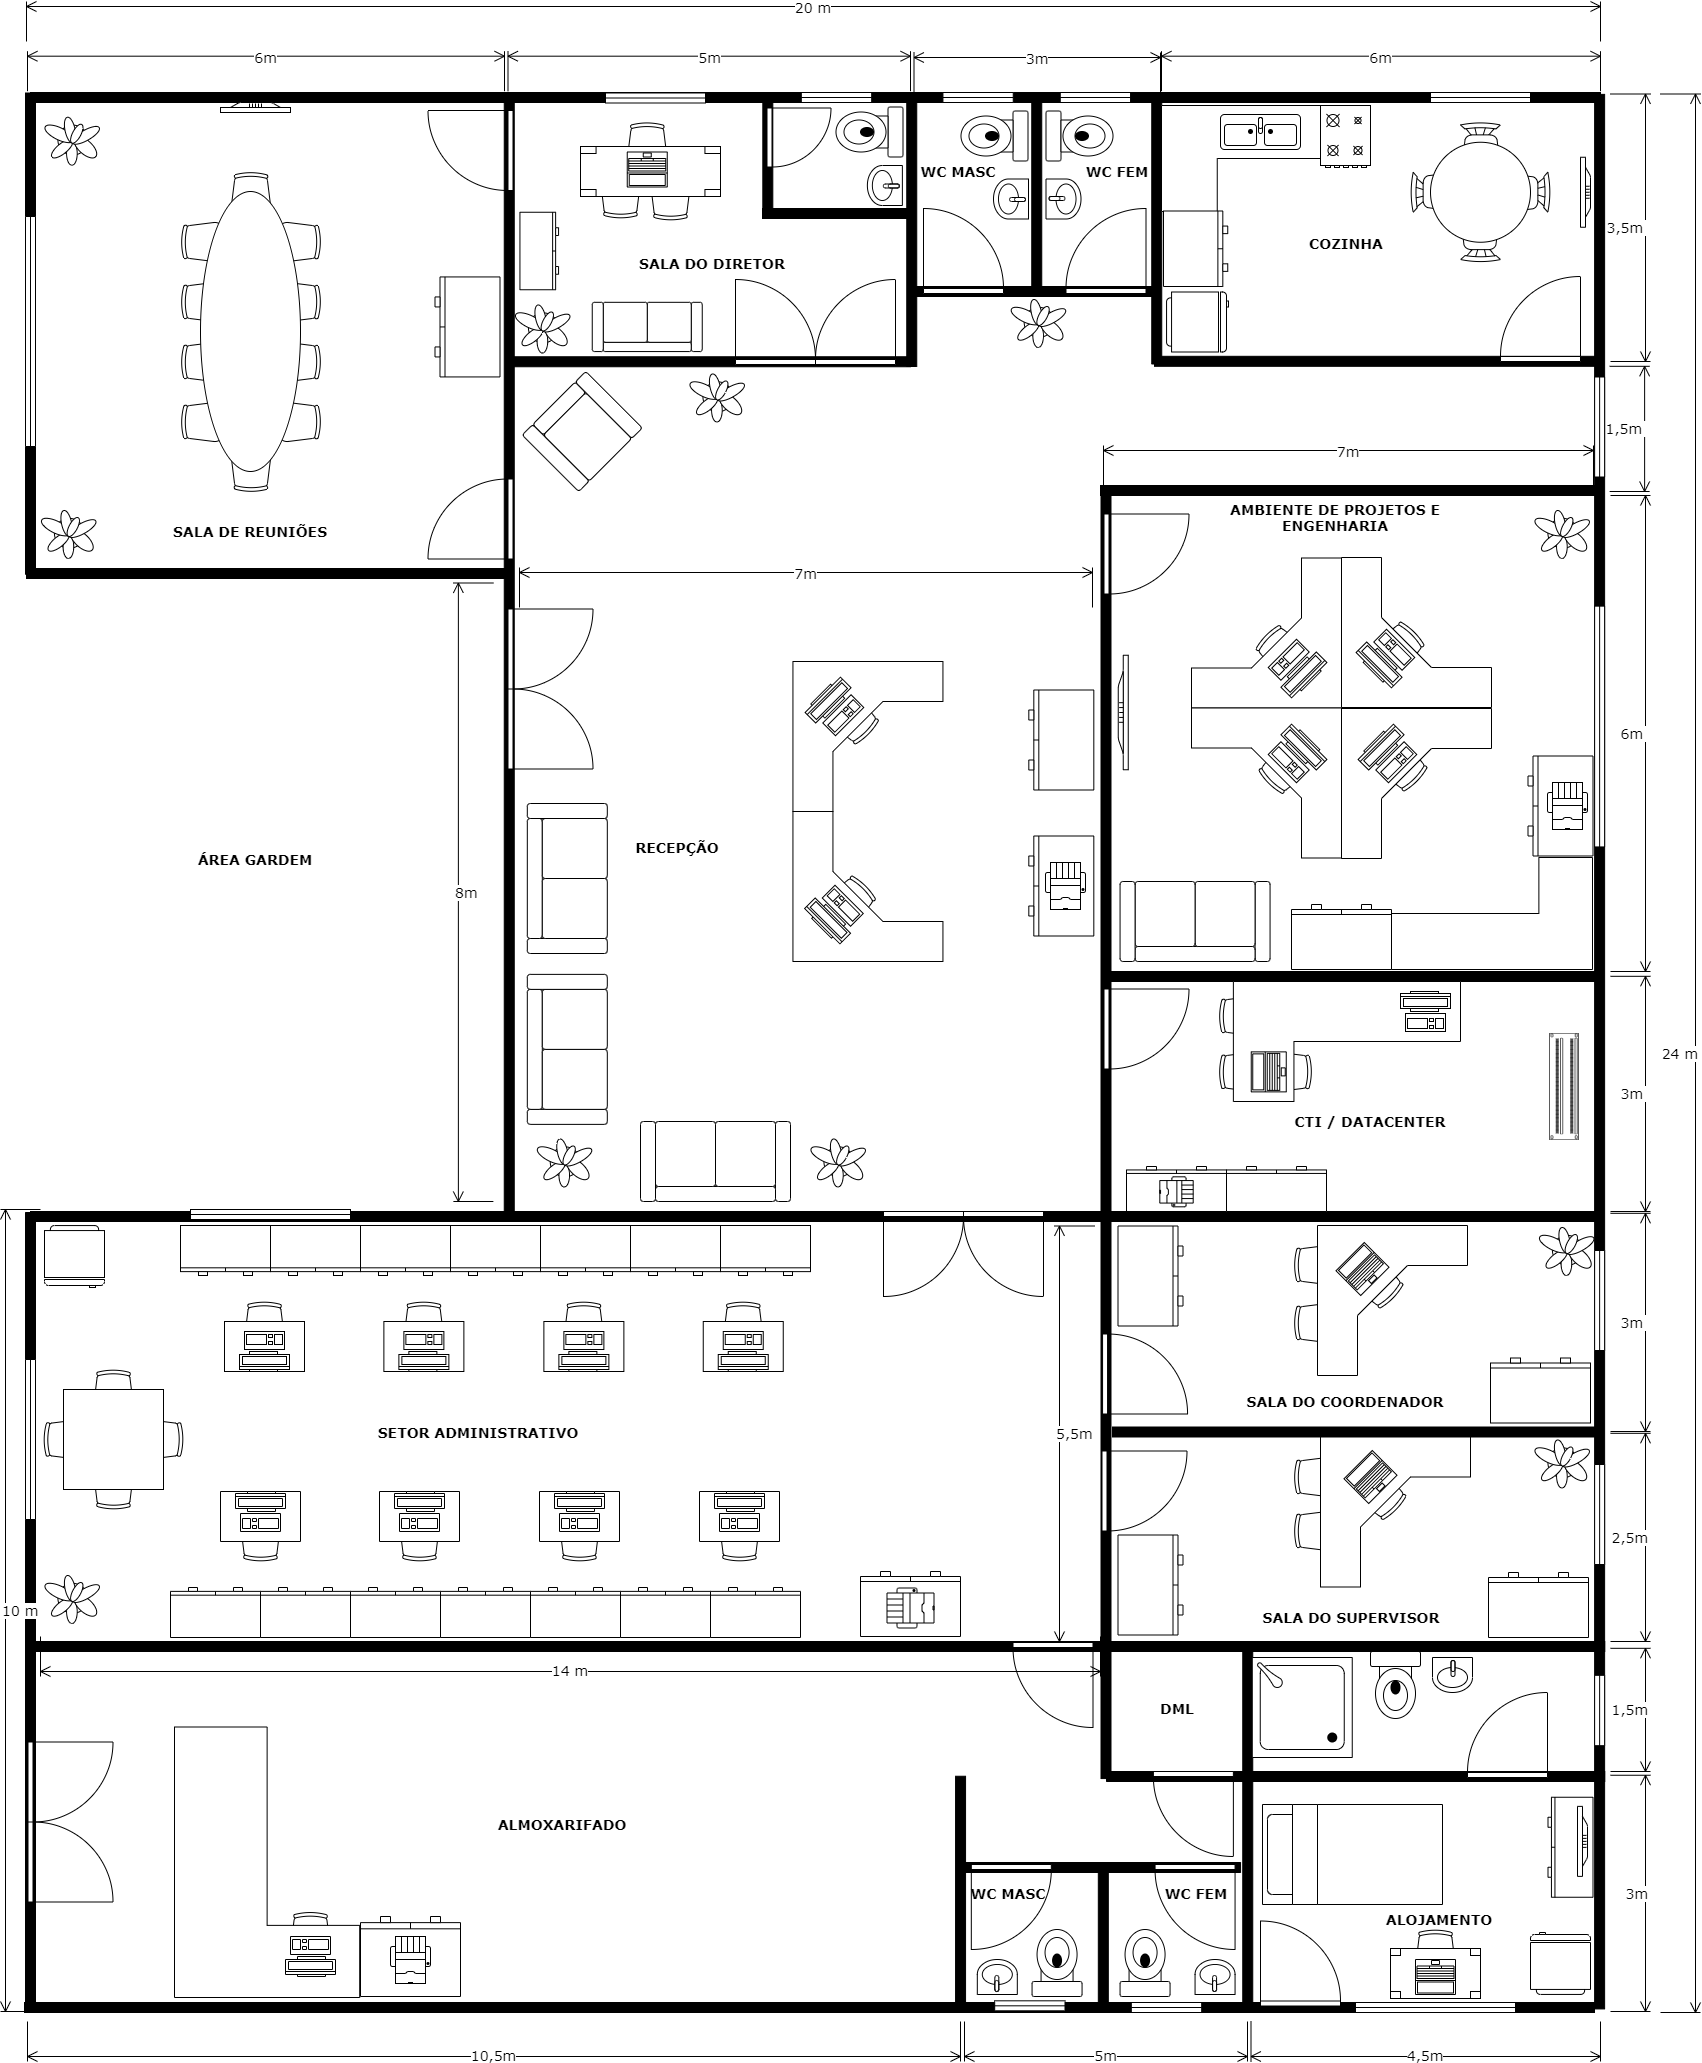 20 m
6m
5m
3m
6m
WC MASC
WC FEM
3,5m
COZINHA
SALA DO DIRETOR
1,5m
7m
SALA DE REUNIÕES
AMBIENTE DE PROJETOS E
ENGENHARIA
7m
6m
RECEPÇÃO
ÁREA GARDEM
8m
24 m
3m
CTI / DATACENTER
3m
SALA DO COORDENADOR
SETOR ADMINISTRATIVO
5,5m
2,5m
10 m
SALA DO SUPERVISOR
14 m
DML
1,5m
ALMOXARIFADO
WC MASC
WC FEM
3m
ALOJAMENTO
10,5m
5m
4,5m